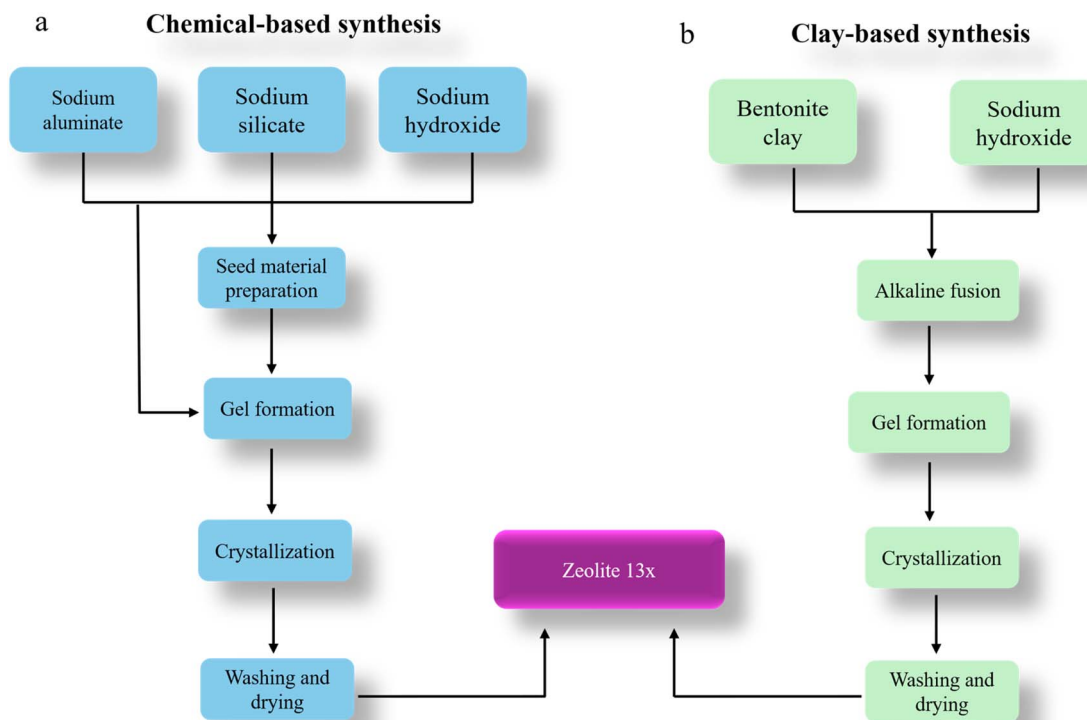 a
Chemical-based synthesis
Sodium
aluminate
Sodium
silicate
Sodium
hydroxide
Seed material
preparation
Gel formation
Crystallization
Washing and
drying
Zeolite 13x
b
Clay-based synthesis
Bentonite
clay
Sodium
hydroxide
Alkaline fusion
Gel formation
Crystallization
Washing and
drying